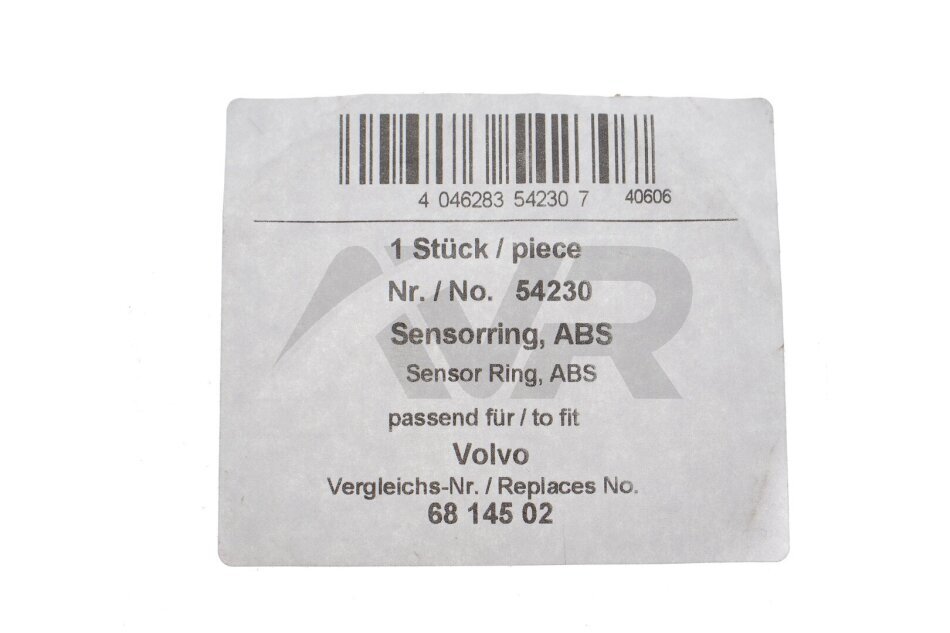 4 046283 54230 7 40606
1 Stück / piece
Nr. / No. 54230
Sensorring, ABS
Sensor Ring, ABS
passend für / to fit
Volvo
Vergleichs-Nr. / Replaces No.
68 145 02